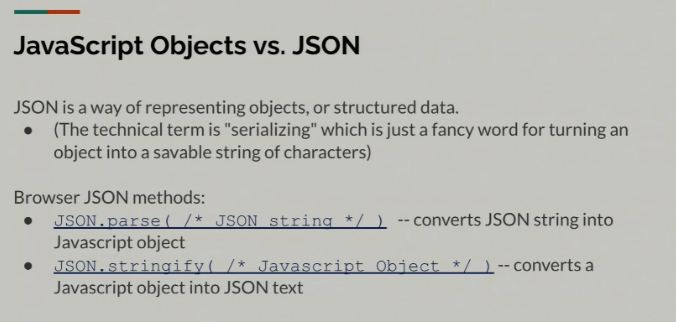 JavaScript Objects vs. JSON
JSON is a way of representing objects, or structured data.
● (The technical term is "serializing" which is just a fancy word for turning an
object into a savable string of characters)
Browser JSON methods:
● JSON.parse( /* JSON string */ ) -- converts JSON string into
Javascript object
● JSON.stringify( /* Javascript Object */ ) -- converts a
Javascript object into JSON text